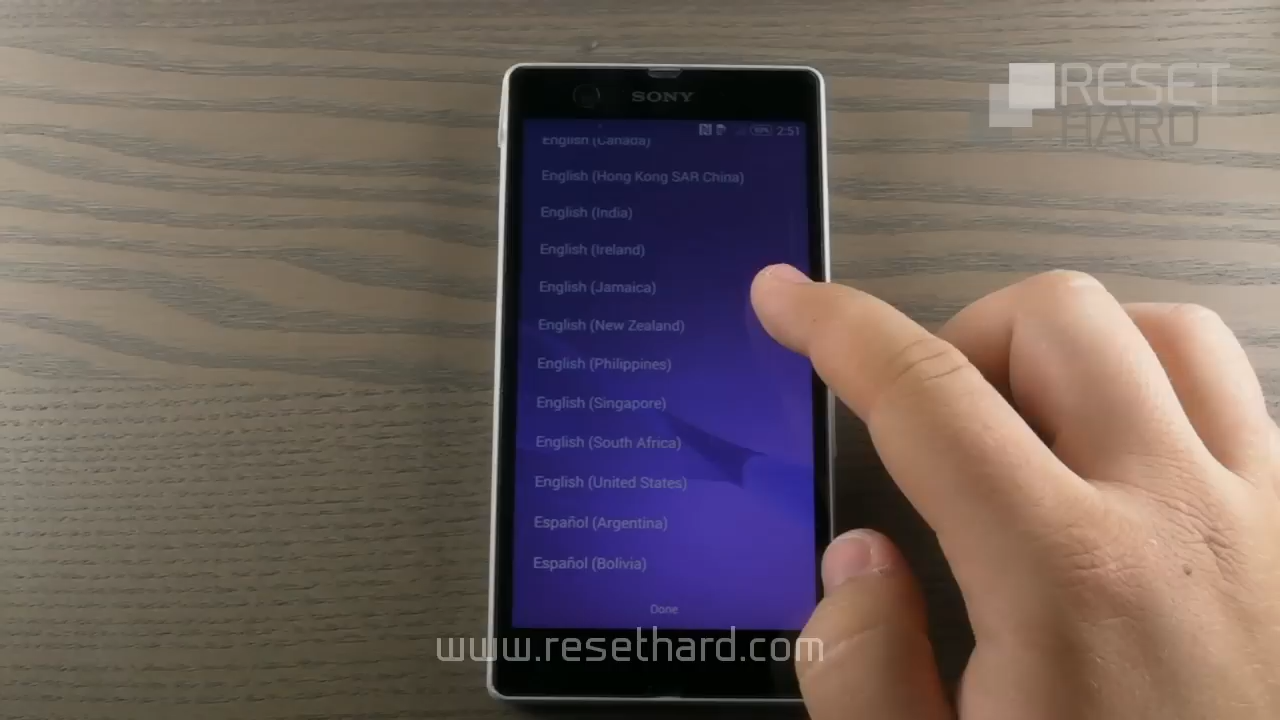 RESET
HARD
SONY
2:51
English (Canada)
English (Hong Kong SAR China)
English (India)
English (Ireland)
English (Jamaica)
English (New Zealand)
English (Philippines)
English (Singapore)
English (South Africa)
English (United States)
Español (Argentina)
Español (Bolivia)
Done
www.resethard.com